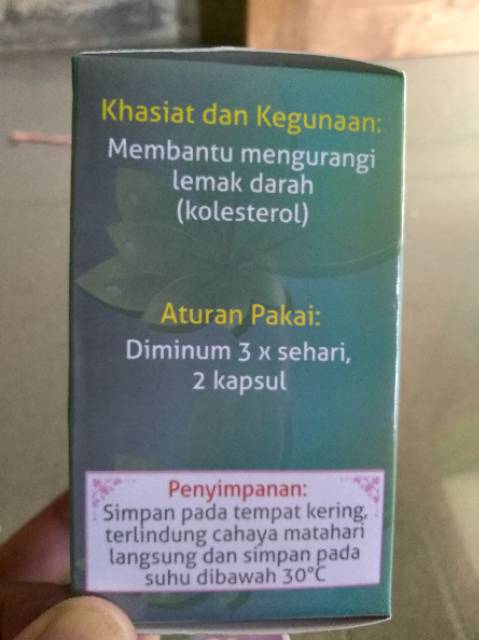 Khasiat dan Kegunaan:
Membantu mengurangi
lemak darah
(kolesterol)
Aturan Pakai:
Diminum 3 x sehari,
2 kapsul
Penyimpanan:
Simpan pada tempat kering,
terlindung cahaya matahari
langsung dan simpan pada
suhu dibawah 30°C